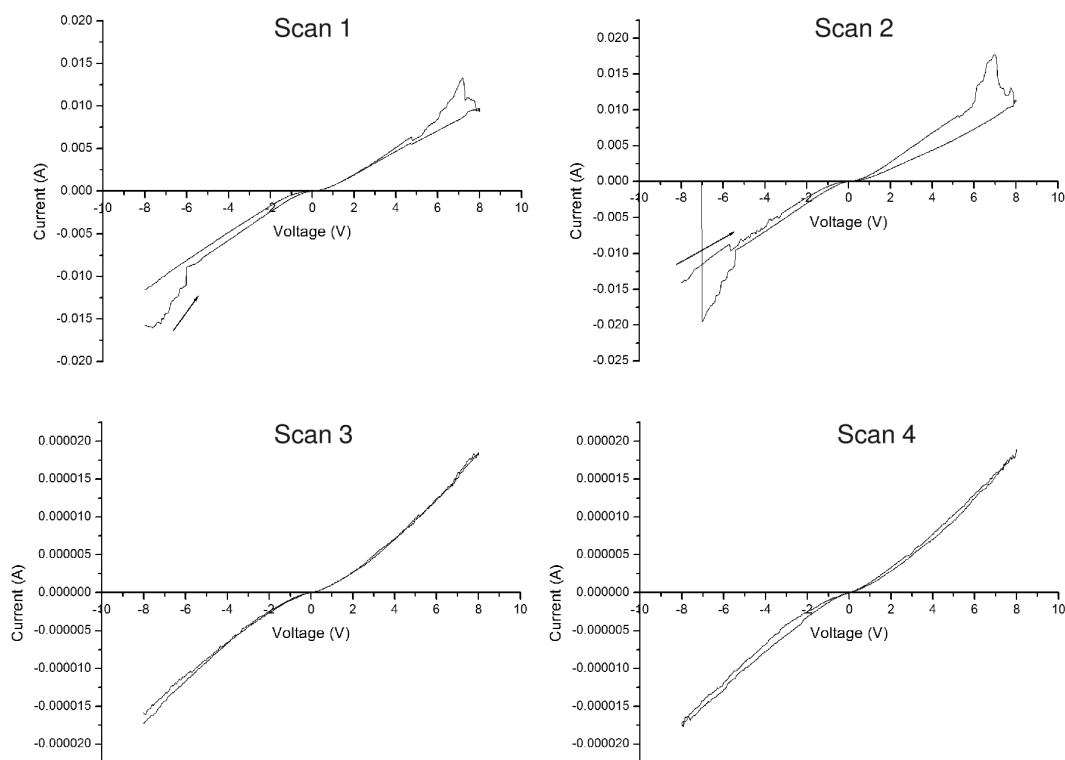 Scan 1
0.020
0.015
0.010
0.005
0.000
-0.005
-0.010
-0.015
-0.020
-10 -8 -6 -4 -2 0 2 4 6 8 10
Voltage (V)
Current (A)
Scan 2
0.020
0.015
0.010
0.005
0.000
-0.005
-0.010
-0.015
-0.020
-0.025
-10 -8 -6 -4 -2 0 2 4 6 8 10
Voltage (V)
Current (A)
Scan 3
0.000020
0.000015
0.000010
0.000005
0.000000
-0.000005
-0.000010
-0.000015
-0.000020
-10 -8 -6 -4 -2 0 2 4 6 8 10
Voltage (V)
Current (A)
Scan 4
0.000020
0.000015
0.000010
0.000005
0.000000
-0.000005
-0.000010
-0.000015
-0.000020
-10 -8 -6 -4 -2 0 2 4 6 8 10
Voltage (V)
Current (A)